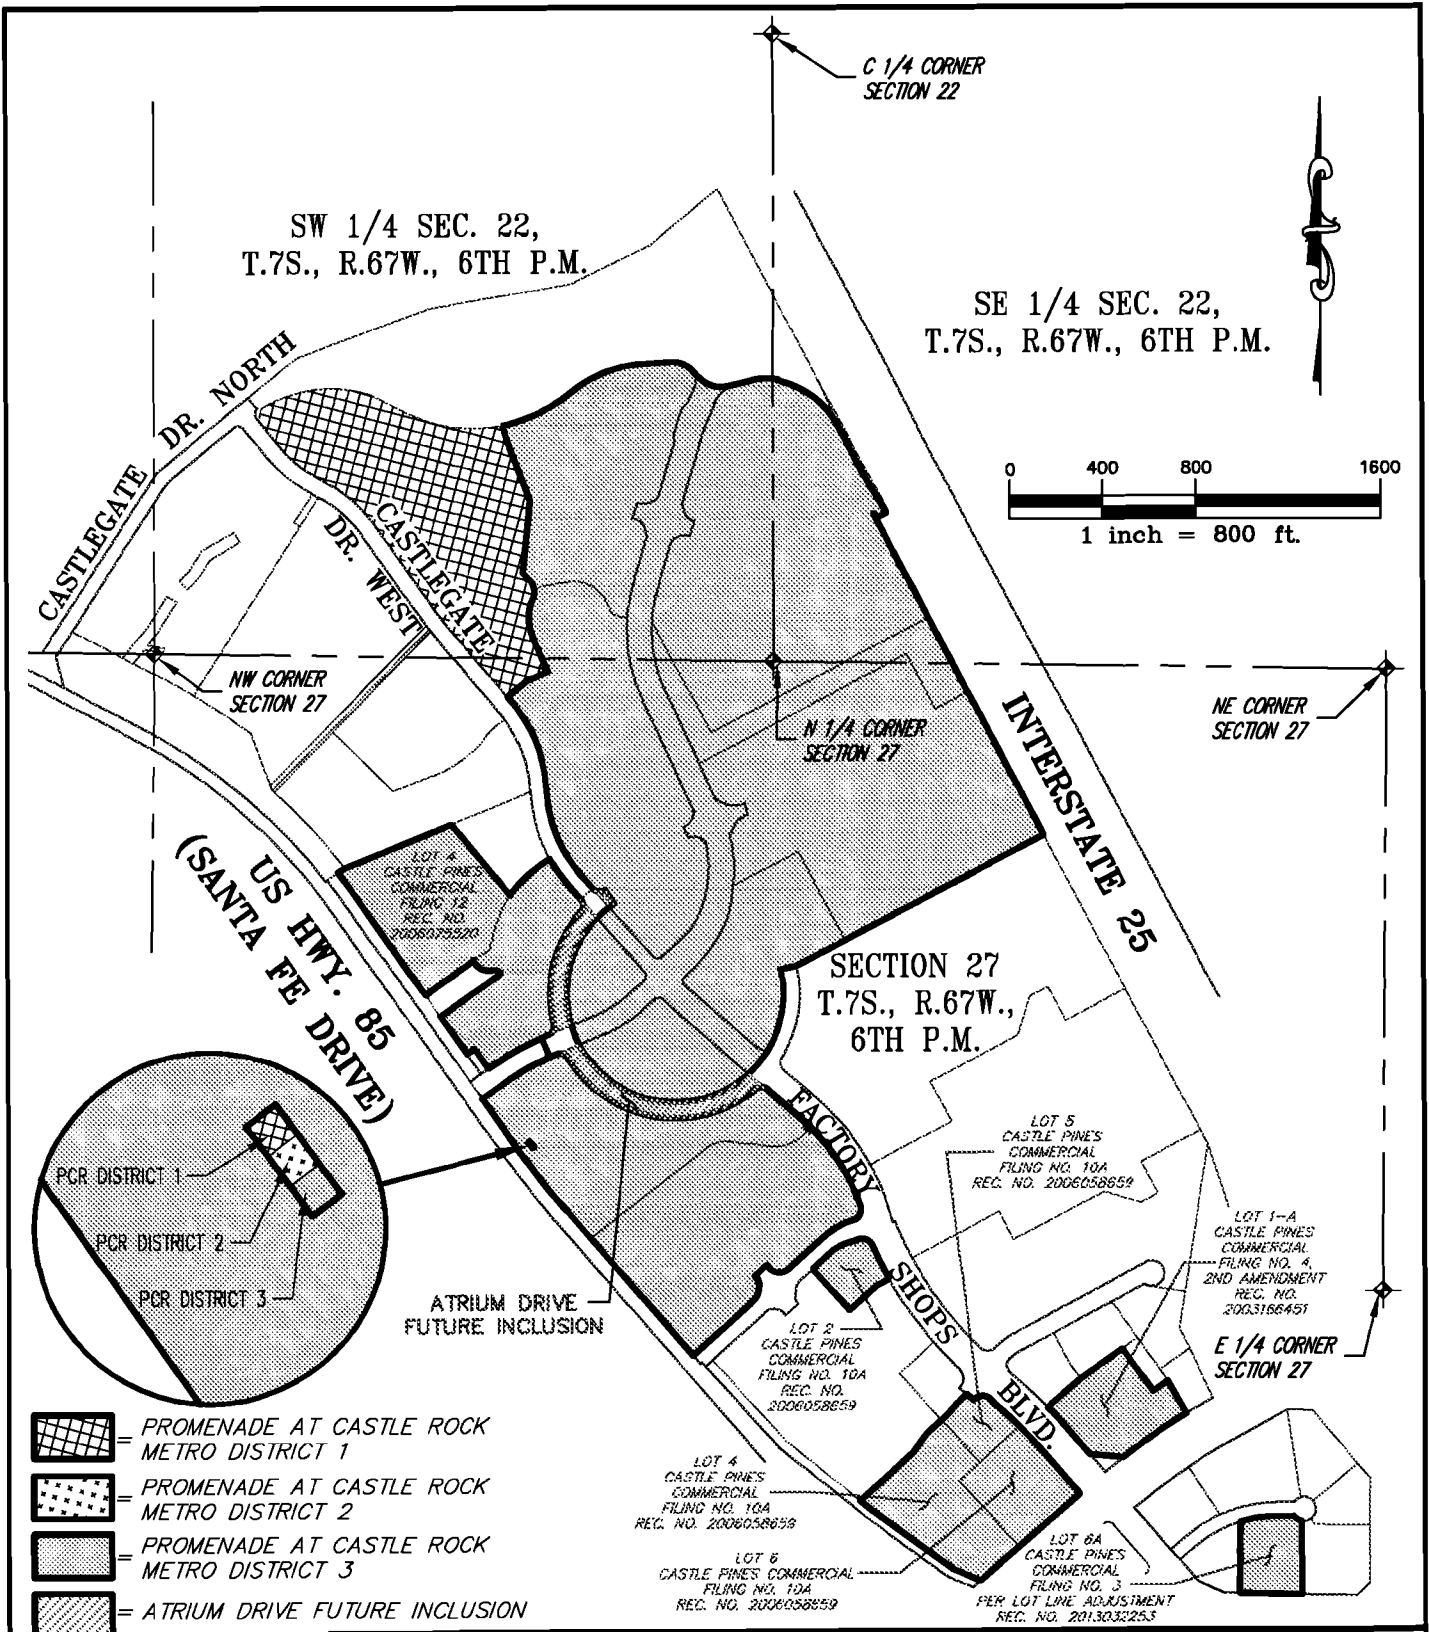 C 1/4 CORNER
SECTION 22
SW 1/4 SEC. 22,
T.7S., R.67W., 6TH P.M.
SE 1/4 SEC. 22,
T.7S., R.67W., 6TH P.M.
CASTLEGATE DR. NORTH
0 400 800 1600
1 inch = 800 ft.
CASTLEGATE
DR. WEST
NW CORNER
SECTION 27
N 1/4 CORNER
SECTION 27
NE CORNER
SECTION 27
INTERSTATE 25
US HWY. 85
(SANTA FE DRIVE)
LOT 4
CASTLE PINES
COMMERCIAL
FILING 12
REC. NO.
2006075520
SECTION 27
T.7S., R.67W.,
6TH P.M.
FACTORY SHOPS BLVD.
LOT 5
CASTLE PINES
COMMERCIAL
FILING NO. 10A
REC. NO. 2006058659
PCR DISTRICT 1
PCR DISTRICT 2
PCR DISTRICT 3
LOT 1-A
CASTLE PINES
COMMERCIAL
FILING NO. 4,
2ND AMENDMENT
REC. NO.
2003166451
ATRIUM DRIVE
FUTURE INCLUSION
LOT 2
CASTLE PINES
COMMERCIAL
FILING NO. 10A
REC. NO.
2006058659
E 1/4 CORNER
SECTION 27
LOT 4
CASTLE PINES
COMMERCIAL
FILING NO. 10A
REC. NO. 2006058659
LOT 6
CASTLE PINES COMMERCIAL
FILING NO. 10A
REC. NO. 2006058659
LOT 6A
CASTLE PINES
COMMERCIAL
FILING NO. 3
PER LOT LINE ADJUSTMENT
REC. NO. 2013032253
= PROMENADE AT CASTLE ROCK
METRO DISTRICT 1
= PROMENADE AT CASTLE ROCK
METRO DISTRICT 2
= PROMENADE AT CASTLE ROCK
METRO DISTRICT 3
= ATRIUM DRIVE FUTURE INCLUSION